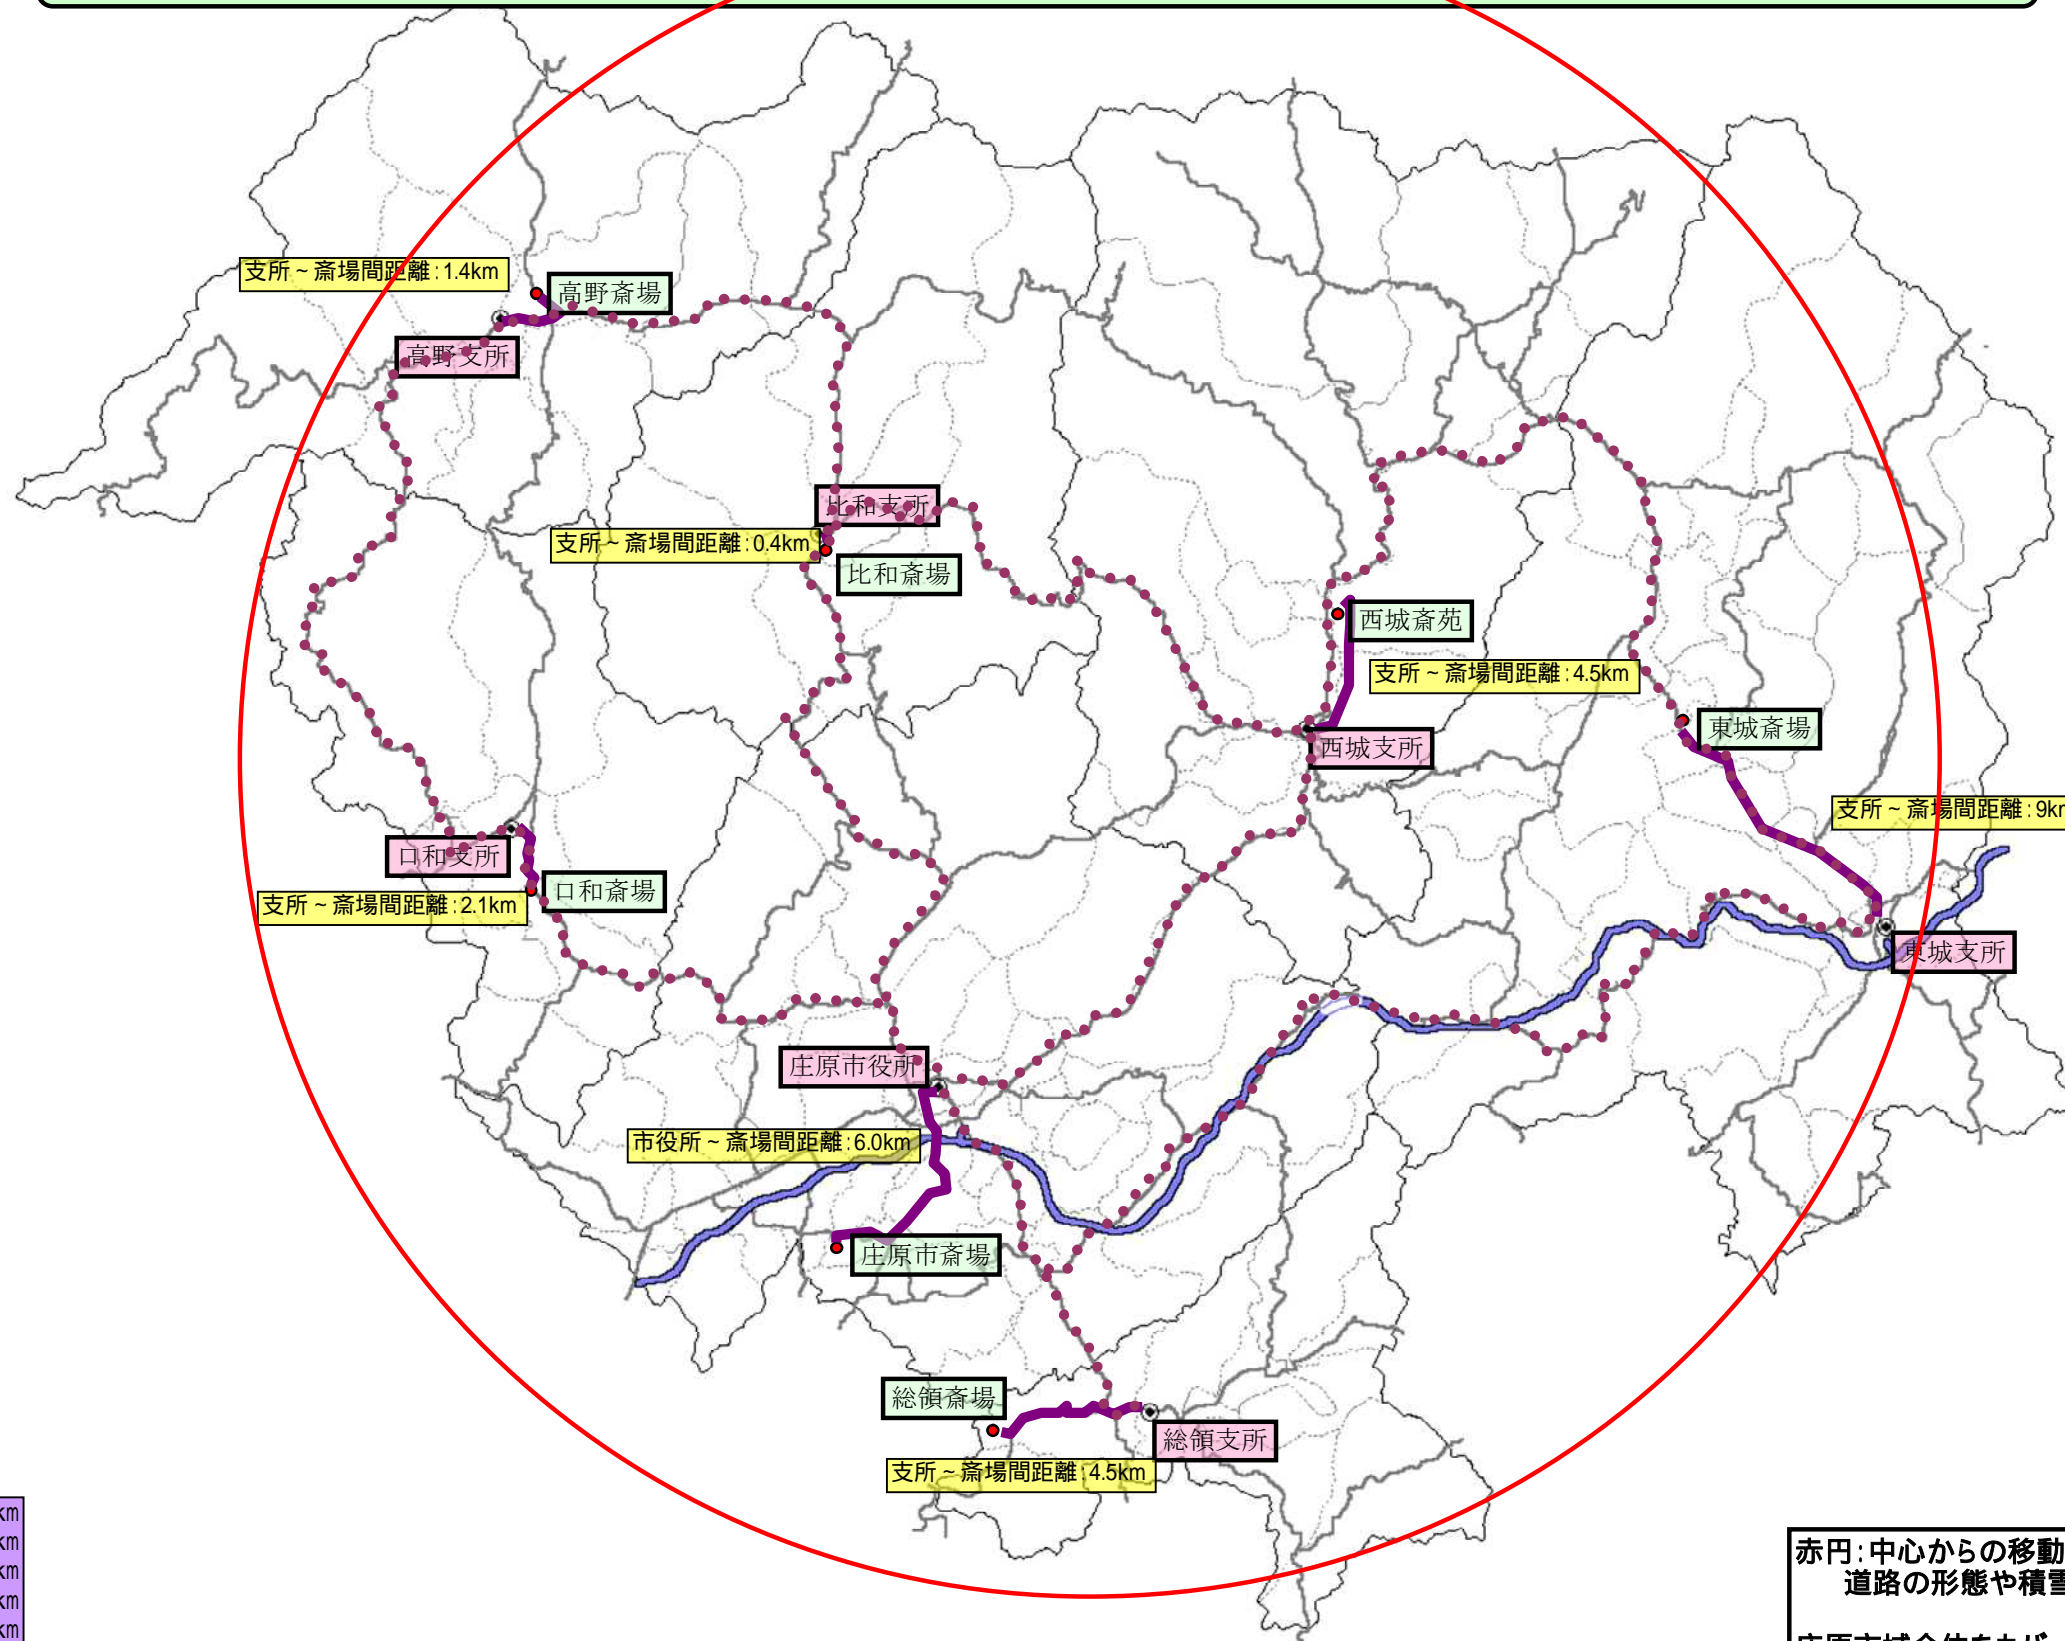 支所~斎場間距離:1.4km
高野斎場
高野支所
比和支所
支所~斎場間距離:0.4km
比和斎場
西城斎苑
支所~斎場間距離:4.5km
東城斎場
西城支所
支所~斎場間距離:9km
口和支所
口和斎場
支所~斎場間距離:2.1km
東城支所
庄原市役所
市役所~斎場間距離:6.0km
庄原市斎場
総領斎場
総領支所
支所~斎場間距離:4.5km
km
km
km
km
km
赤円:中心からの移動
道路の形態や積雪